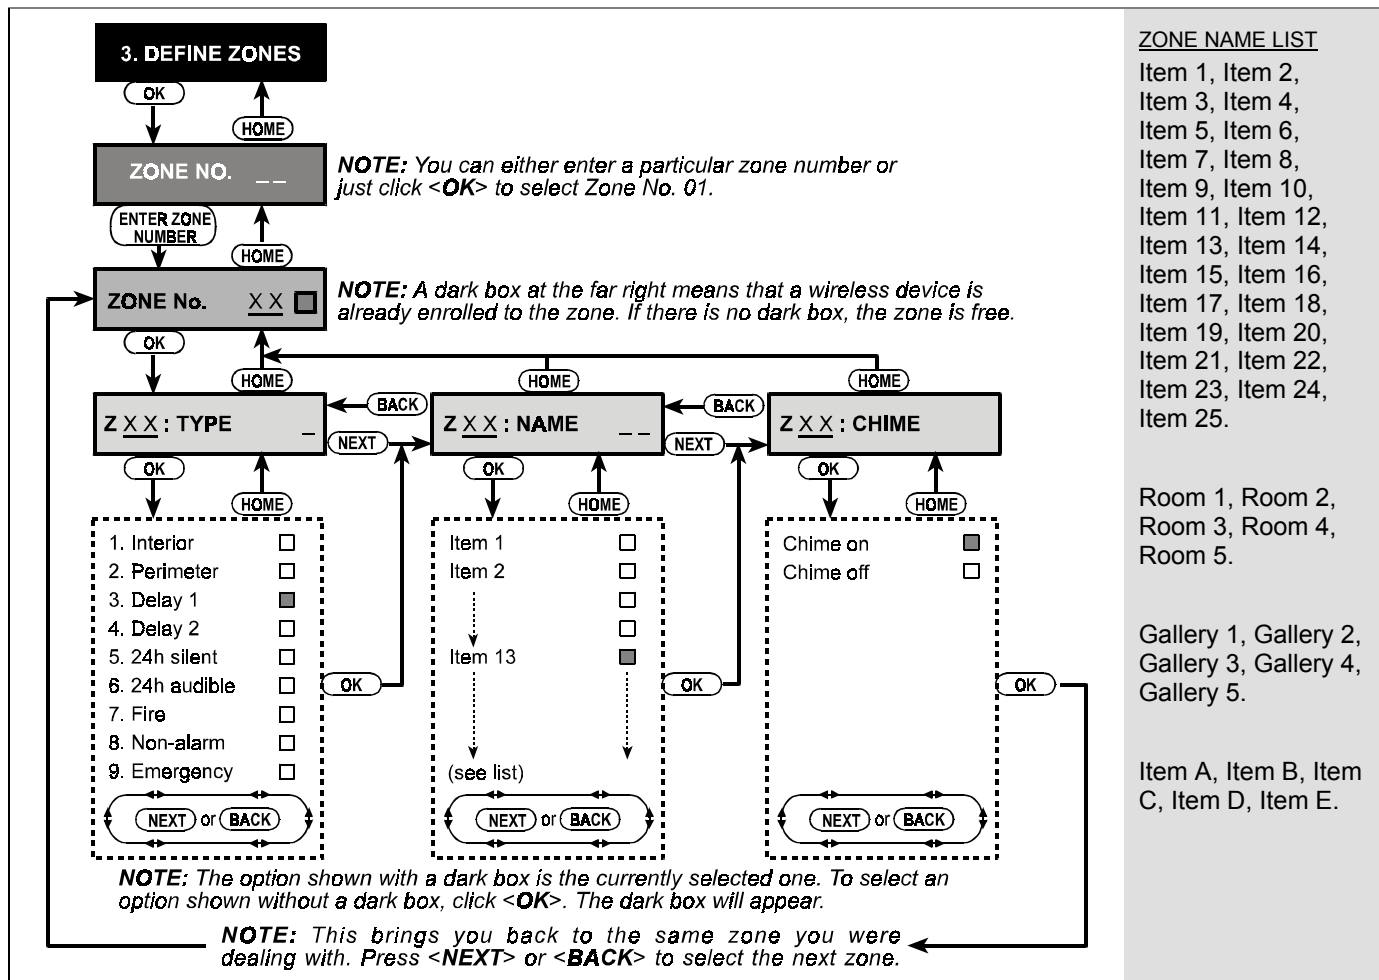 3. DEFINE ZONES
OK
HOME
ZONE NO. _ _
NOTE: You can either enter a particular zone number or
just click <OK> to select Zone No. 01.
ENTER ZONE
NUMBER
HOME
ZONE No. X X
NOTE: A dark box at the far right means that a wireless device is
already enrolled to the zone. If there is no dark box, the zone is free.
OK
HOME
HOME
HOME
Z X X : TYPE _
BACK
NEXT
Z X X : NAME _ _
BACK
NEXT
Z X X : CHIME
OK
HOME
OK
HOME
OK
HOME
1. Interior
2. Perimeter
3. Delay 1
4. Delay 2
5. 24h silent
6. 24h audible
7. Fire
8. Non-alarm
9. Emergency
NEXT or BACK
OK
Item 1
Item 2
Item 13
(see list)
NEXT or BACK
OK
Chime on
Chime off
NEXT or BACK
OK
NOTE: The option shown with a dark box is the currently selected one. To select an
option shown without a dark box, click <OK>. The dark box will appear.
NOTE: This brings you back to the same zone you were
dealing with. Press <NEXT> or <BACK> to select the next zone.
ZONE NAME LIST
Item 1, Item 2,
Item 3, Item 4,
Item 5, Item 6,
Item 7, Item 8,
Item 9, Item 10,
Item 11, Item 12,
Item 13, Item 14,
Item 15, Item 16,
Item 17, Item 18,
Item 19, Item 20,
Item 21, Item 22,
Item 23, Item 24,
Item 25.
Room 1, Room 2,
Room 3, Room 4,
Room 5.
Gallery 1, Gallery 2,
Gallery 3, Gallery 4,
Gallery 5.
Item A, Item B, Item
C, Item D, Item E.